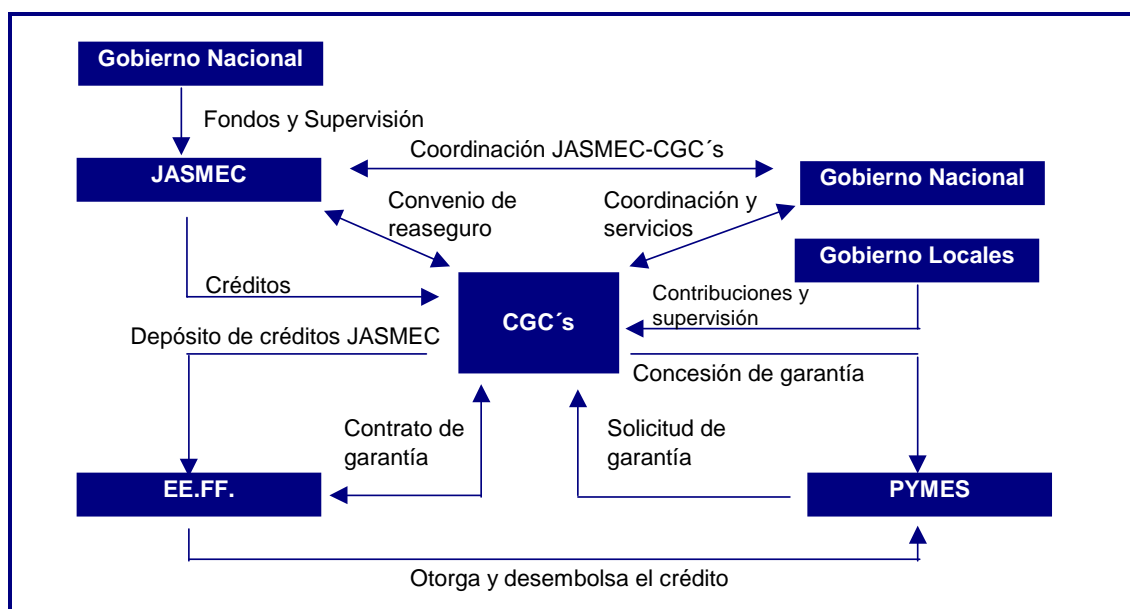 Gobierno Nacional
Fondos y Supervisión
Coordinación JASMEC-CGC´s
JASMEC
Gobierno Nacional
Convenio de
reaseguro
Coordinación y
servicios
Gobierno Locales
Créditos
Contribuciones y
supervisión
CGC´s
Depósito de créditos JASMEC
Concesión de garantía
Contrato de
garantía
Solicitud de
garantía
EE.FF.
PYMES
Otorga y desembolsa el crédito